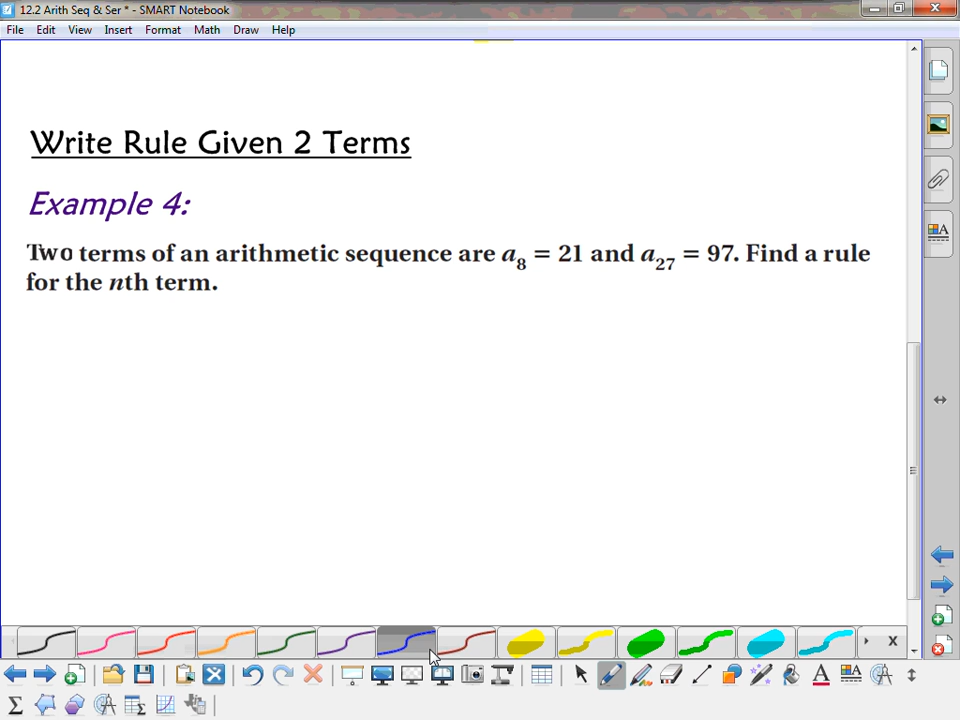 12.2 Arith Seq & Ser * - SMART Notebook
File Edit View Insert Format Math Draw Help
Write Rule Given 2 Terms
Example 4:
Two terms of an arithmetic sequence are a₈ = 21 and a₂₇ = 97. Find a rule
for the nth term.